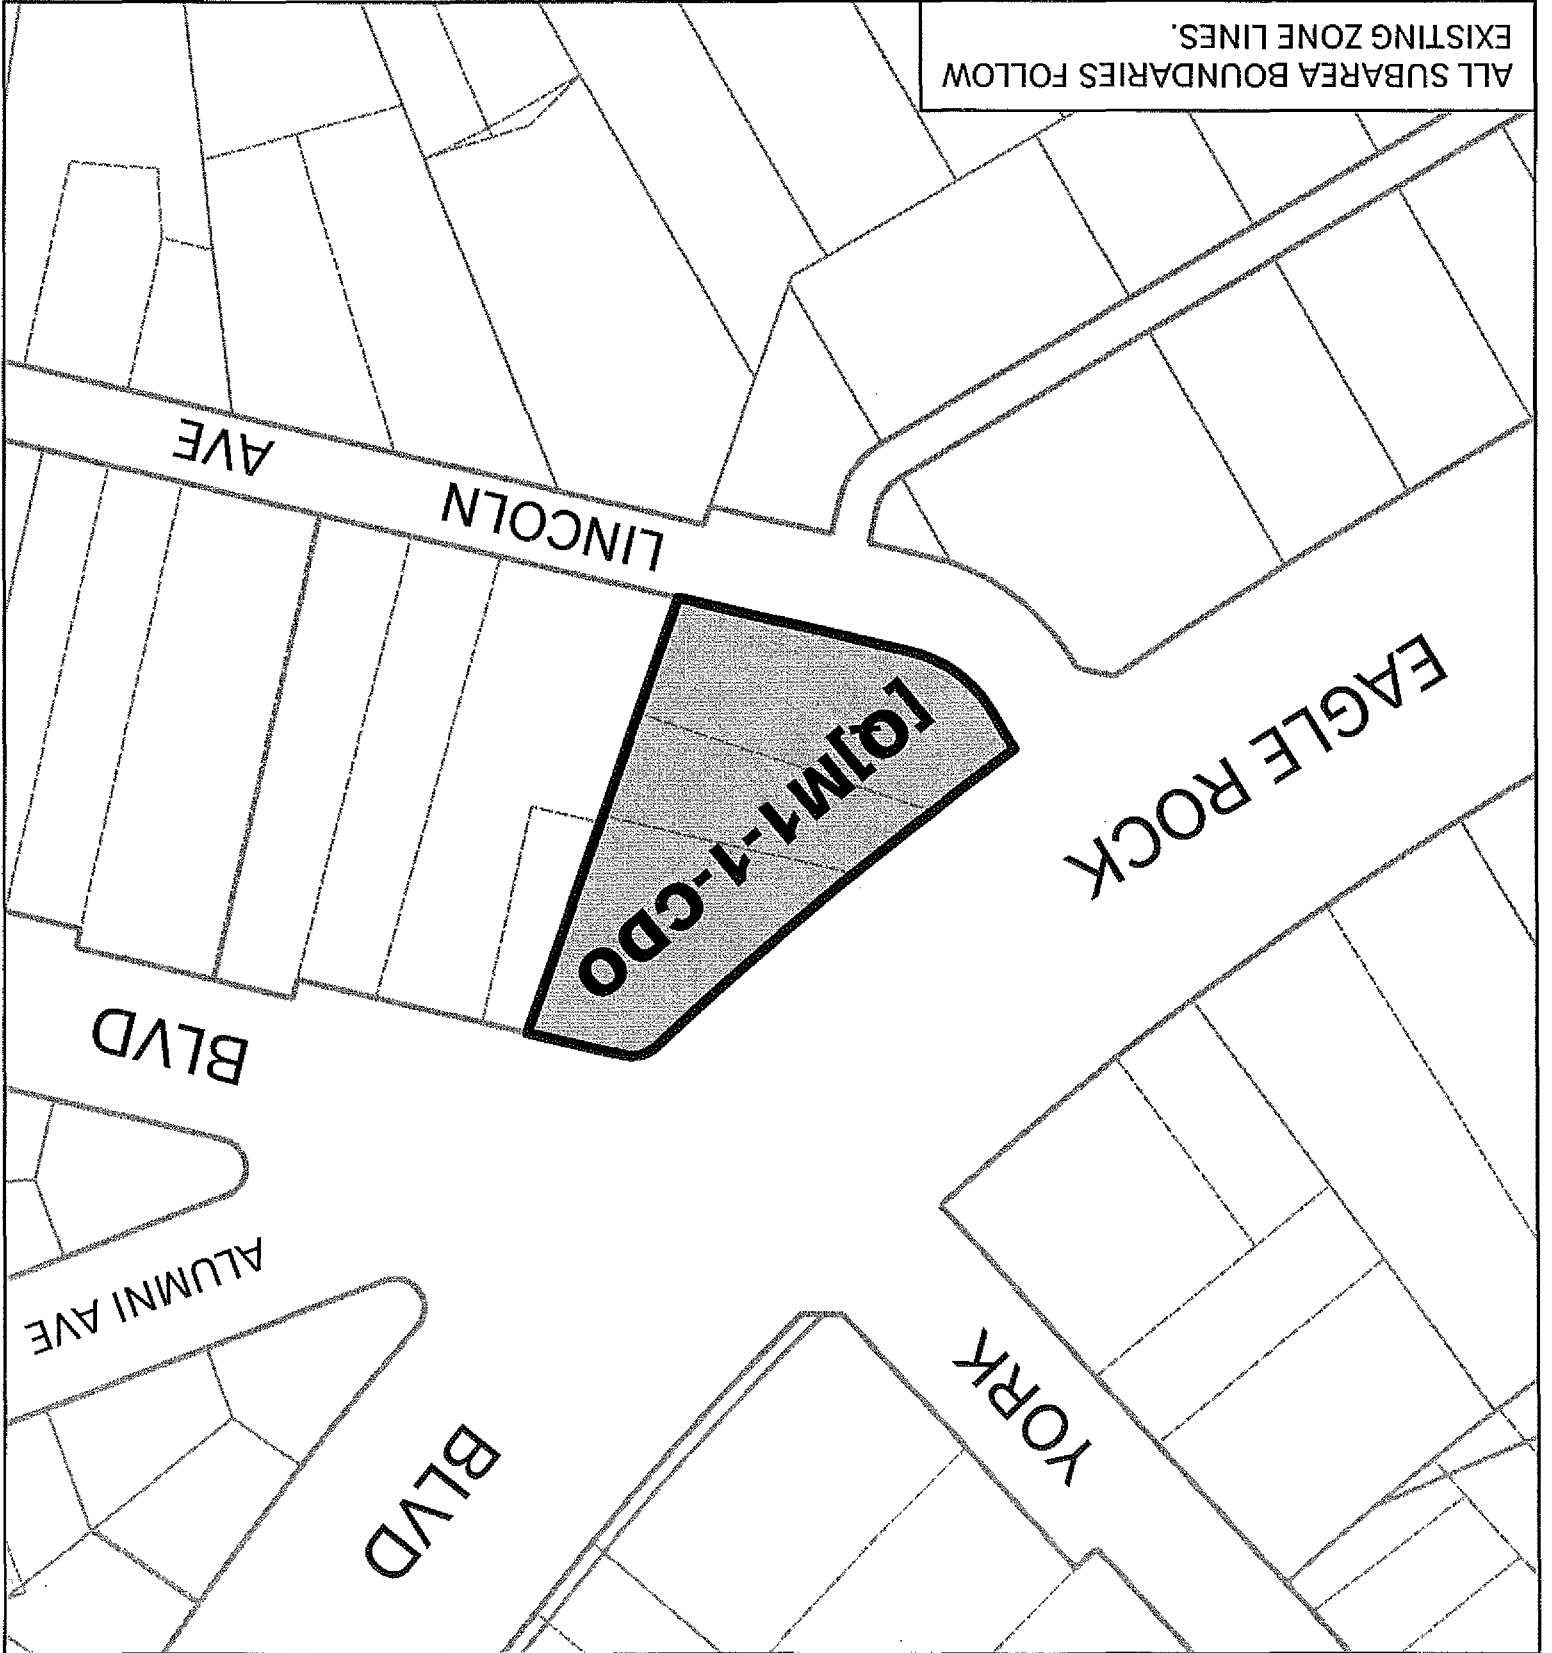 YORK
BLVD
ALUMNI AVE
BLVD
EAGLE ROCK
[Q]M1-1-CDO
LINCOLN
AVE
ALL SUBAREA BOUNDARIES FOLLOW
EXISTING ZONE LINES.